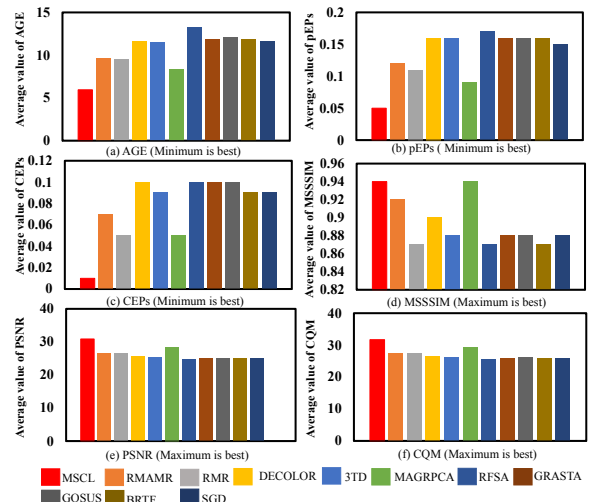 Average value of AGE
15
10
5
0
(a) AGE (Minimum is best)
Average value of pEPs
0.2
0.15
0.1
0.05
0
(b) pEPs ( Minimum is best)
Average value of CEPs
0.12
0.1
0.08
0.06
0.04
0.02
0
(c) CEPs (Minimum is best)
Average value of MSSSIM
0.96
0.94
0.92
0.9
0.88
0.86
0.84
0.82
(d) MSSSIM (Maximum is best)
Average value of PSNR
40
30
20
10
0
(e) PSNR (Maximum is best)
Average value of CQM
40
30
20
10
0
(f) CQM (Maximum is best)
MSCL RMAMR RMR DECOLOR 3TD MAGRPCA RFSA GRASTA
GOSUS BRTF SGD